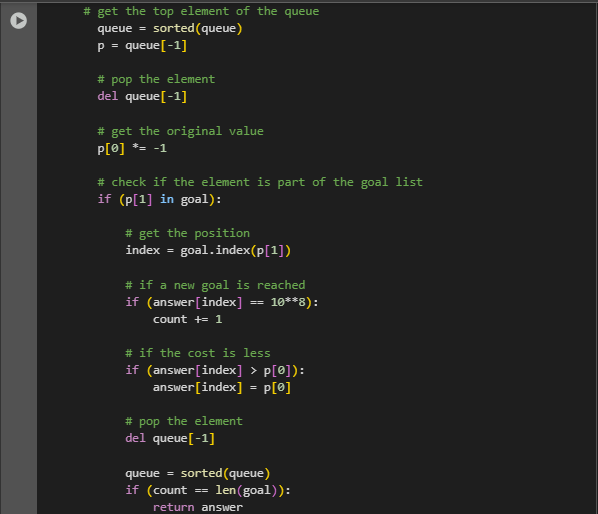 # get the top element of the queue
queue = sorted(queue)
p = queue[-1]
# pop the element
del queue[-1]
# get the original value
p[0] *= -1
# check if the element is part of the goal list
if (p[1] in goal):
# get the position
index = goal.index(p[1])
# if a new goal is reached
if (answer[index] == 10**8):
count += 1
# if the cost is less
if (answer[index] > p[0]):
answer[index] = p[0]
# pop the element
del queue[-1]
queue = sorted(queue)
if (count == len(goal)):
return answer